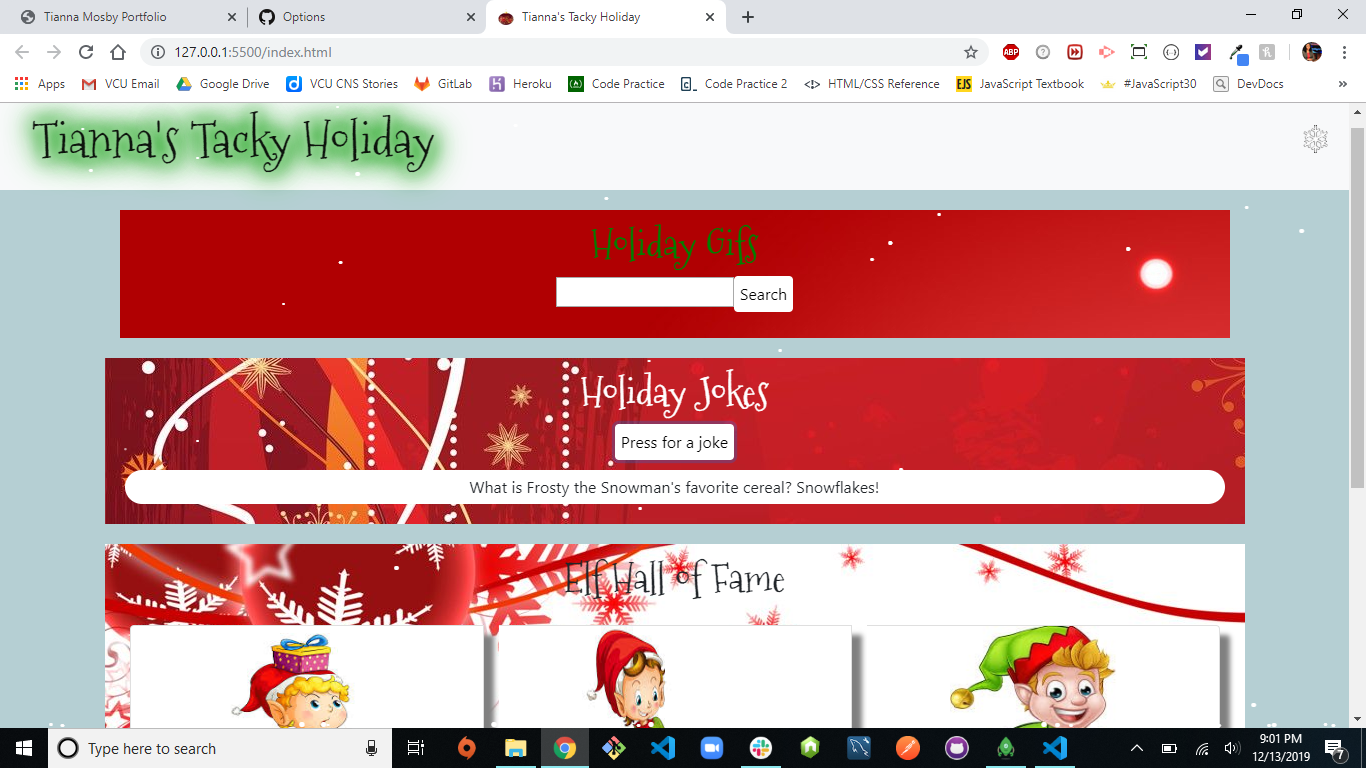 Tianna Mosby Portfolio
Options
Tianna's Tacky Holiday
127.0.0.1:5500/index.html
ABP
Apps
VCU Email
Google Drive
VCU CNS Stories
GitLab
Heroku
Code Practice
Code Practice 2
HTML/CSS Reference
EJS
JavaScript Textbook
#JavaScript30
DevDocs
»
Tianna's Tacky Holiday
Holiday Gifs
Search
Holiday Jokes
Press for a joke
What is Frosty the Snowman's favorite cereal? Snowflakes!
Elf Hall of Fame
Type here to search
9:01 PM
12/13/2019
7